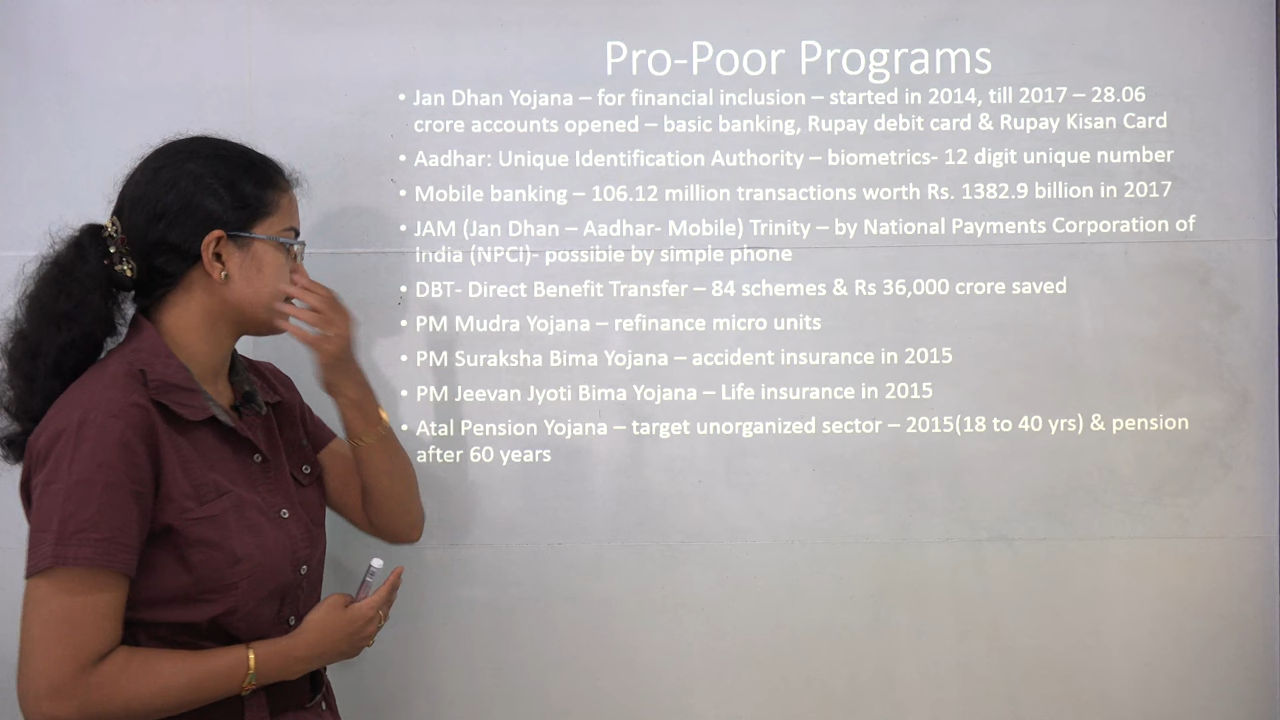 Pro-Poor Programs
• Jan Dhan Yojana – for financial inclusion – started in 2014, till 2017 – 28.06
crore accounts opened – basic banking, Rupay debit card & Rupay Kisan Card
• Aadhar: Unique Identification Authority – biometrics- 12 digit unique number
• Mobile banking – 106.12 million transactions worth Rs. 1382.9 billion in 2017
• JAM (Jan Dhan – Aadhar- Mobile) Trinity – by National Payments Corporation of
India (NPCI)- possible by simple phone
• DBT- Direct Benefit Transfer – 84 schemes & Rs 36,000 crore saved
• PM Mudra Yojana – refinance micro units
• PM Suraksha Bima Yojana – accident insurance in 2015
• PM Jeevan Jyoti Bima Yojana – Life insurance in 2015
• Atal Pension Yojana – target unorganized sector – 2015(18 to 40 yrs) & pension
after 60 years